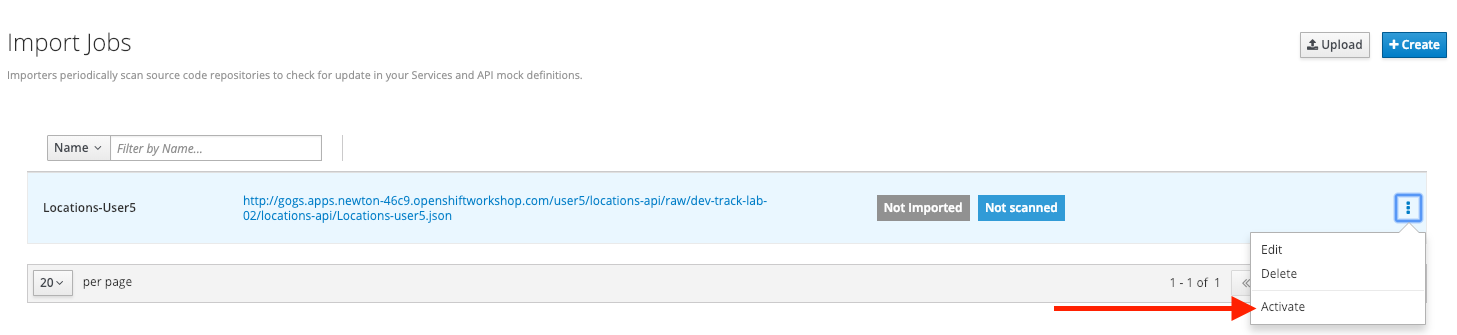 Import Jobs
Upload
Create
Importers periodically scan source code repositories to check for update in your Services and API mock definitions.
Name
Filter by Name...
Locations-User5
http://gogs.apps.newton-46c9.openshiftworkshop.com/user5/locations-api/raw/dev-track-lab-
02/locations-api/Locations-user5.json
Not Imported
Not scanned
Edit
Delete
Activate
20
per page
1 - 1 of 1